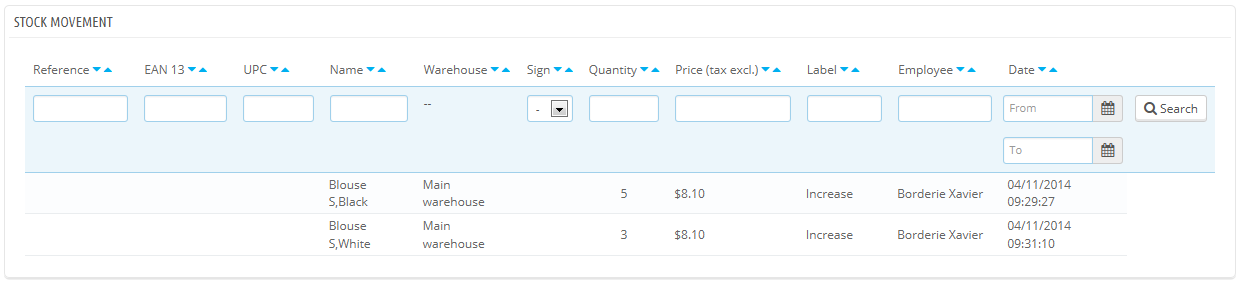 STOCK MOVEMENT
Reference EAN 13 UPC Name Warehouse Sign Quantity Price (tax excl.) Label Employee Date
-- - From Search
To
Blouse Main 04/11/2014
S,Black warehouse 5 $8.10 Increase Borderie Xavier 09:29:27
Blouse Main 04/11/2014
S,White warehouse 3 $8.10 Increase Borderie Xavier 09:31:10